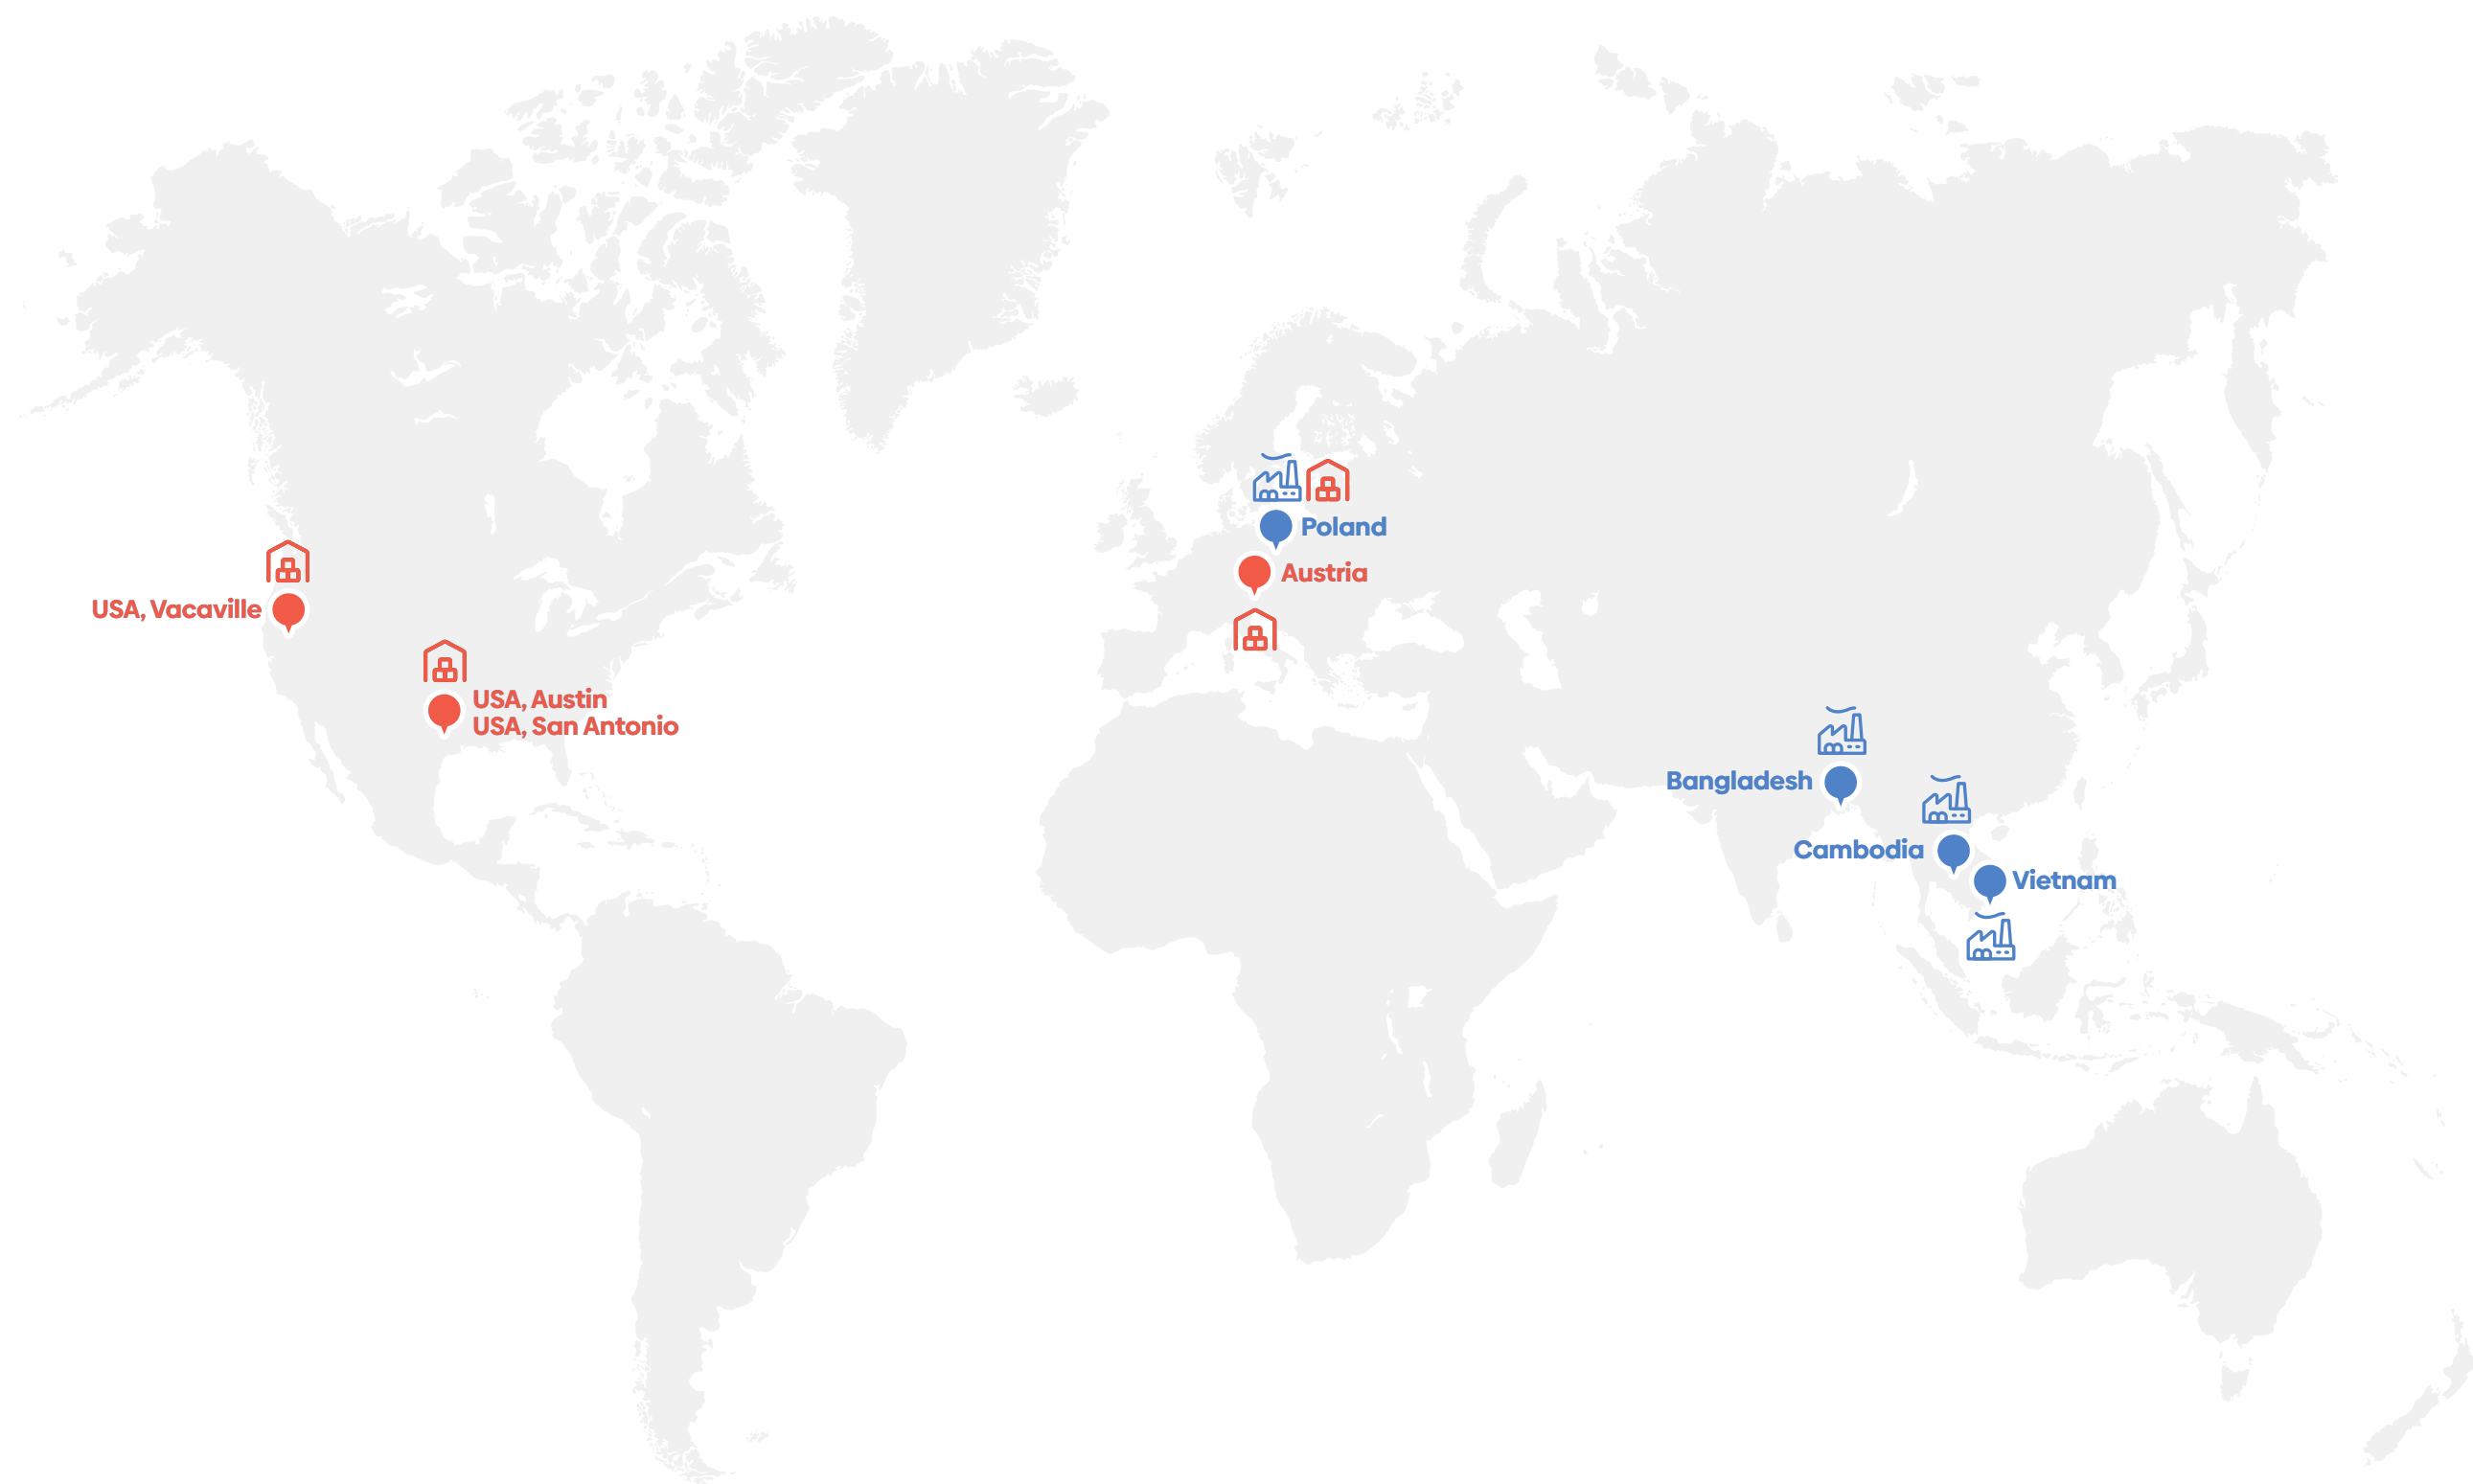 Poland
Austria
USA, Vacaville
USA, Austin
USA, San Antonio
Bangladesh
Cambodia
Vietnam